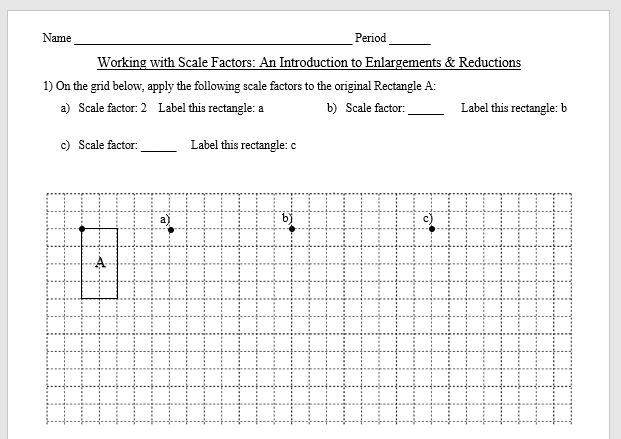 Name ______________________________ Period _______
Working with Scale Factors: An Introduction to Enlargements & Reductions
1) On the grid below, apply the following scale factors to the original Rectangle A:
a) Scale factor: 2 Label this rectangle: a b) Scale factor: ______ Label this rectangle: b
c) Scale factor: ______ Label this rectangle: c
a) b) c)
A